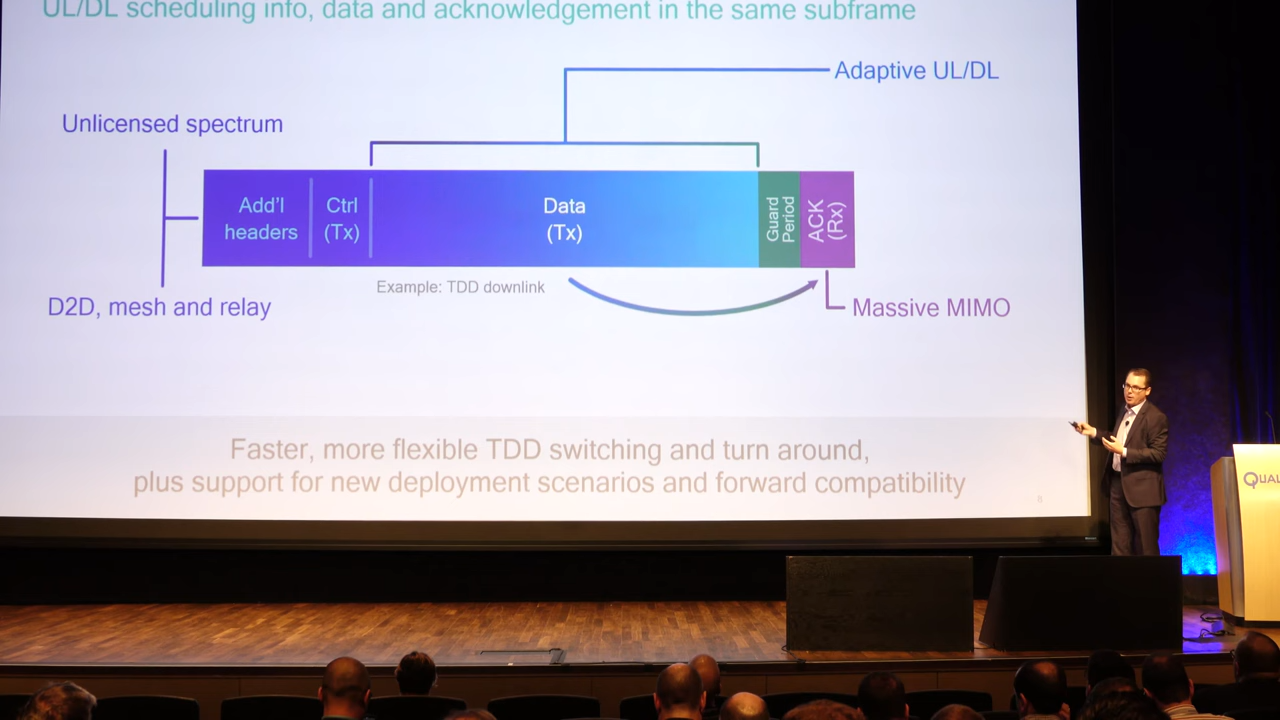 UL/DL scheduling info, data and acknowledgement in the same subframe
Adaptive UL/DL
Unlicensed spectrum
Add'l
headers
Ctrl
(Tx)
Data
(Tx)
Guard
Period
ACK
(Rx)
Example: TDD downlink
D2D, mesh and relay
Massive MIMO
Faster, more flexible TDD switching and turn around,
plus support for new deployment scenarios and forward compatibility
8
QUAL